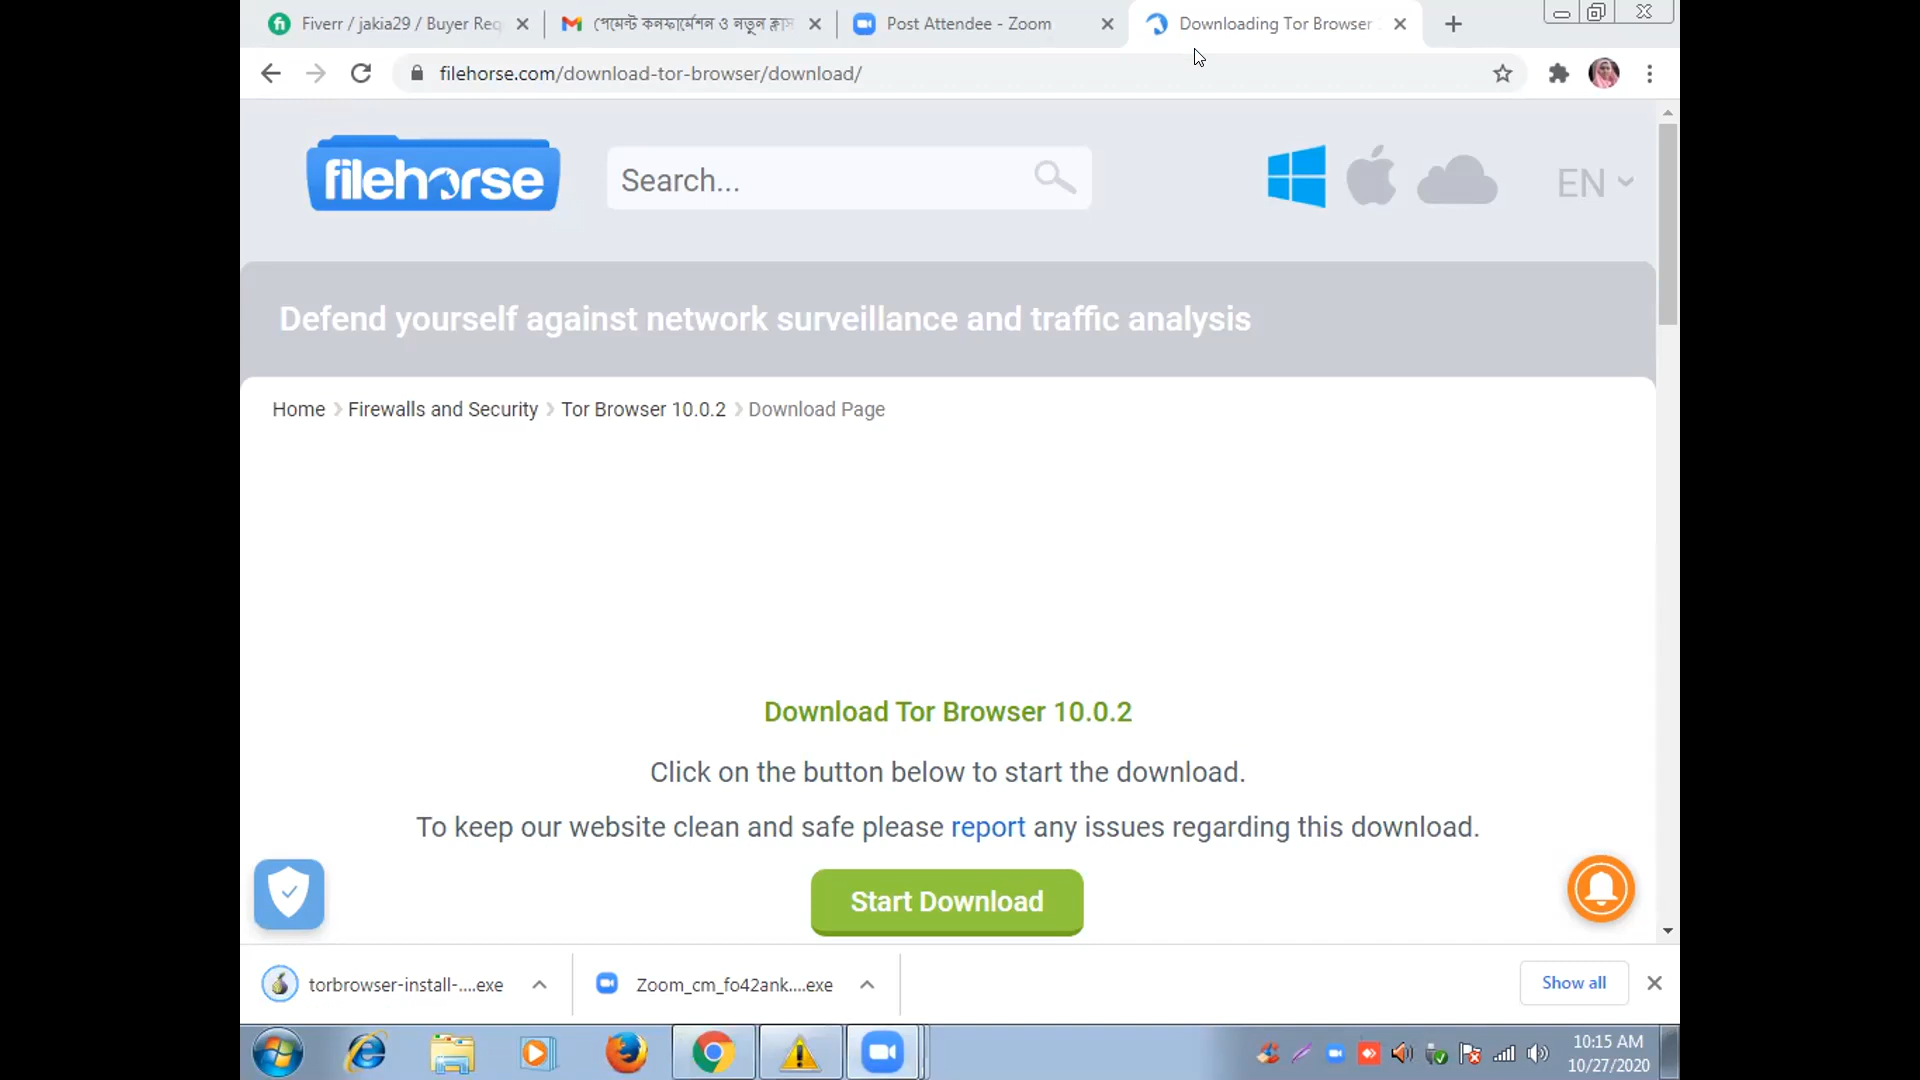 Fiverr / jakia29 / Buyer Req
পেমেন্ট কনফার্মেশন ও নতুন ক্লাস
Post Attendee - Zoom
Downloading Tor Browser
filehorse.com/download-tor-browser/download/
filehorse
Search...
EN
Defend yourself against network surveillance and traffic analysis
Home > Firewalls and Security > Tor Browser 10.0.2 > Download Page
Download Tor Browser 10.0.2
Click on the button below to start the download.
To keep our website clean and safe please report any issues regarding this download.
Start Download
torbrowser-install-....exe
Zoom_cm_fo42ank....exe
Show all
10:15 AM
10/27/2020